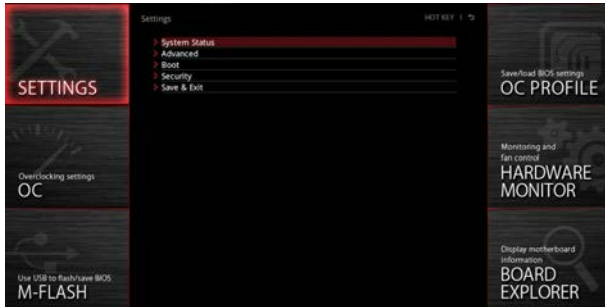 Settings
HOT KEY
System Status
Advanced
Boot
Security
Save & Exit
SETTINGS
Overclocking settings
OC
Use USB to flash/save BIOS
M-FLASH
Save/load BIOS settings
OC PROFILE
Monitoring and
fan control
HARDWARE
MONITOR
Display motherboard
information
BOARD
EXPLORER